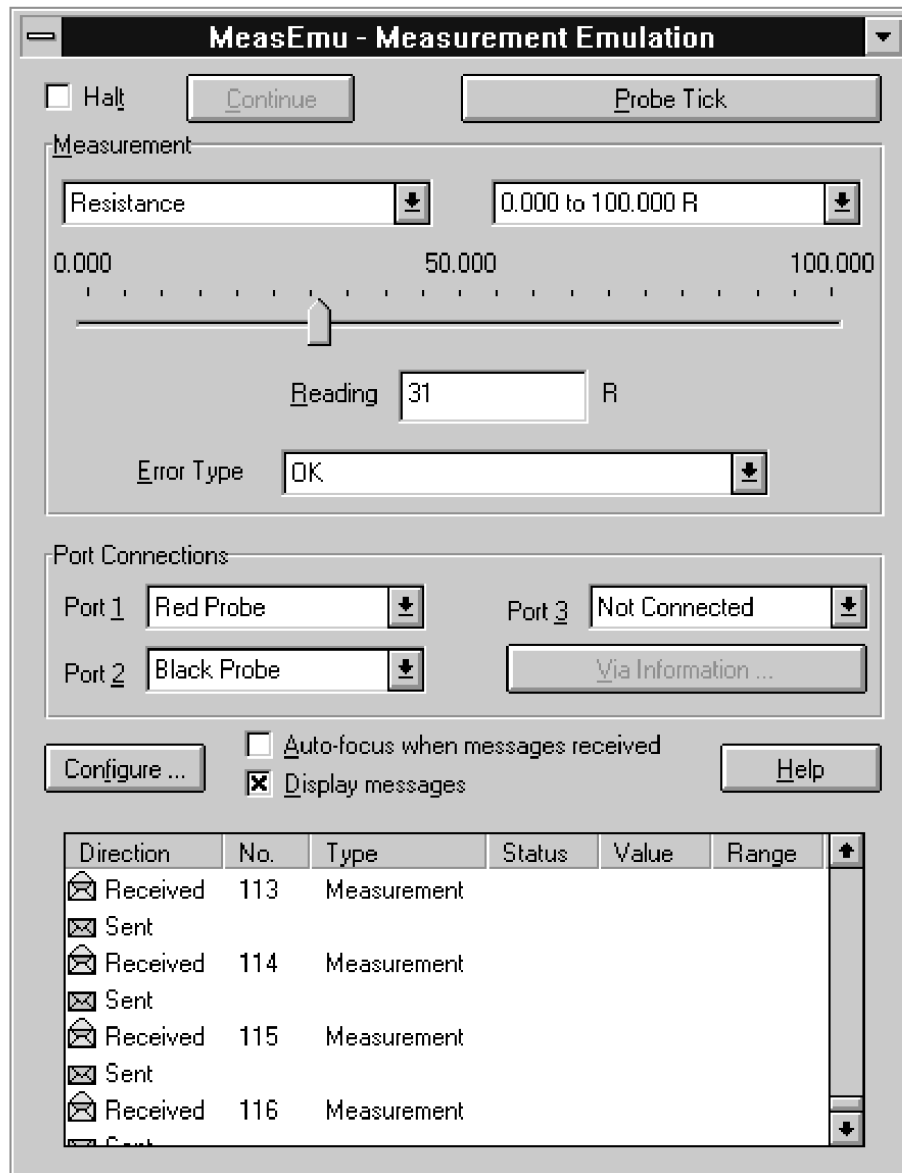 MeasEmu - Measurement Emulation
Halt Continue Probe Tick
Measurement
Resistance 0.000 to 100.000 R
0.000 50.000 100.000
Reading 31 R
Error Type OK
Port Connections
Port 1 Red Probe Port 3 Not Connected
Port 2 Black Probe Via Information ...
Auto-focus when messages received
Configure ... Help
Display messages
Direction No. Type Status Value Range
Received 113 Measurement
Sent
Received 114 Measurement
Sent
Received 115 Measurement
Sent
Received 116 Measurement
Sent